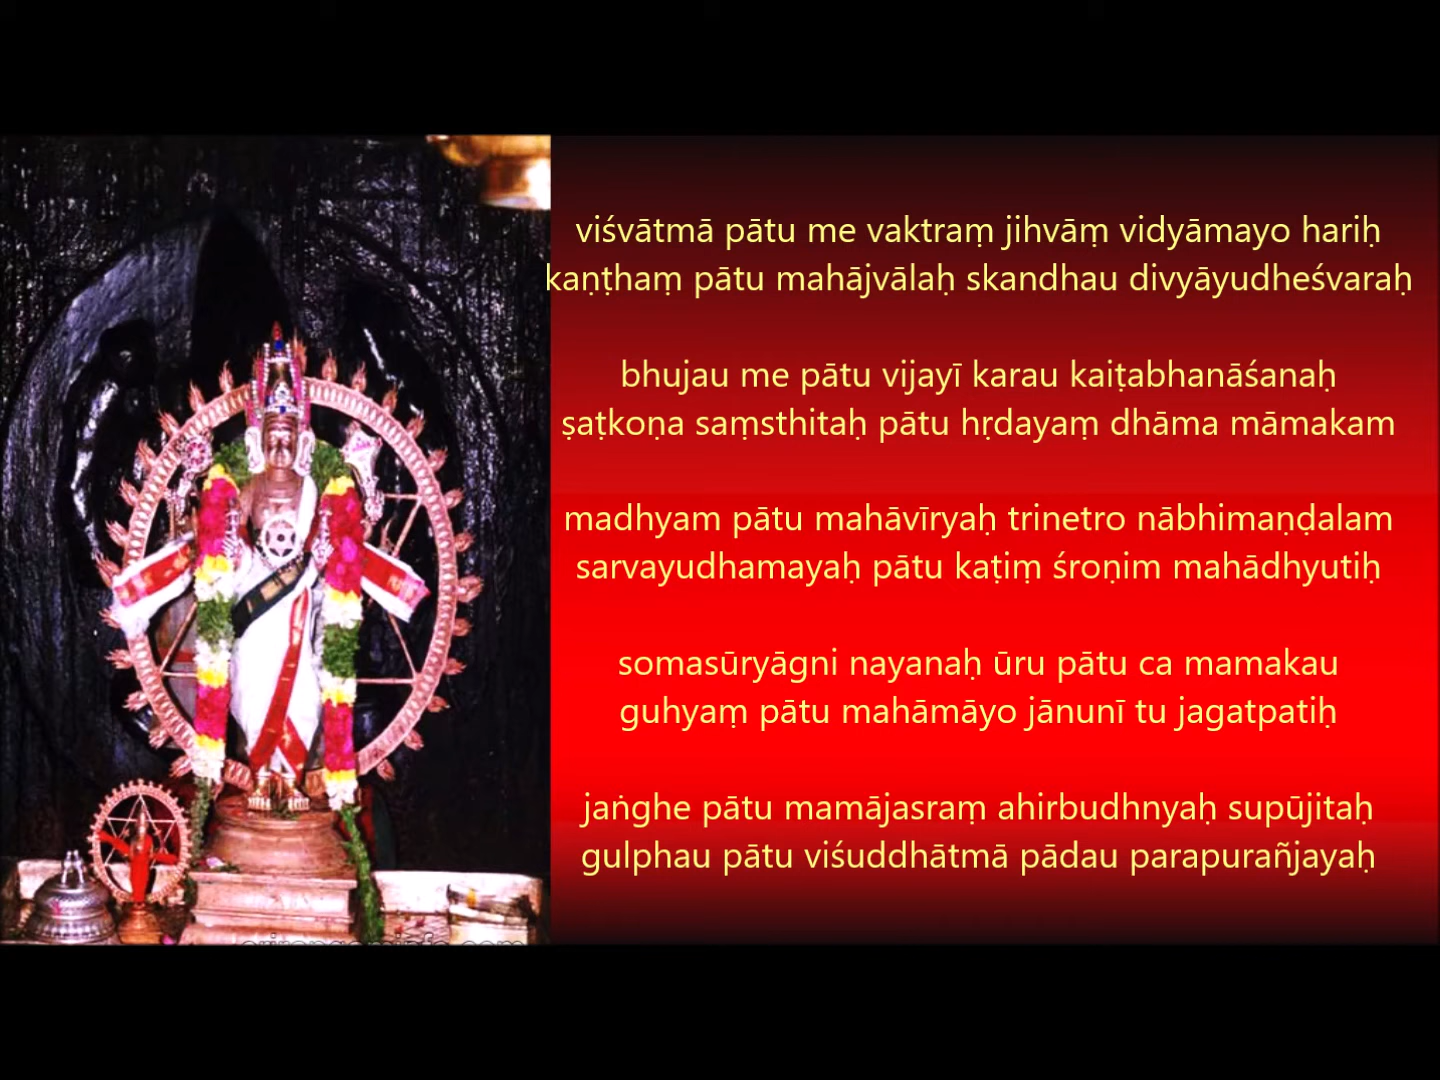 viśvātmā pātu me vaktraṃ jihvāṃ vidyāmayo hariḥ
kaṇṭhaṃ pātu mahājvālaḥ skandhau divyāyudheśvaraḥ
bhujau me pātu vijayī karau kaiṭabhanāśanaḥ
ṣaṭkoṇa saṃsthitaḥ pātu hṛdayaṃ dhāma māmakam
madhyam pātu mahāvīryaḥ trinetro nābhimaṇḍalam
sarvayudhamayaḥ pātu kaṭiṃ śroṇim mahādhyutiḥ
somasūryāgni nayanaḥ ūru pātu ca mamakau
guhyaṃ pātu mahāmāyo jānunī tu jagatpatiḥ
jaṅghe pātu mamājasraṃ ahirbudhnyaḥ supūjitaḥ
gulphau pātu viśuddhātmā pādau parapurañjayaḥ